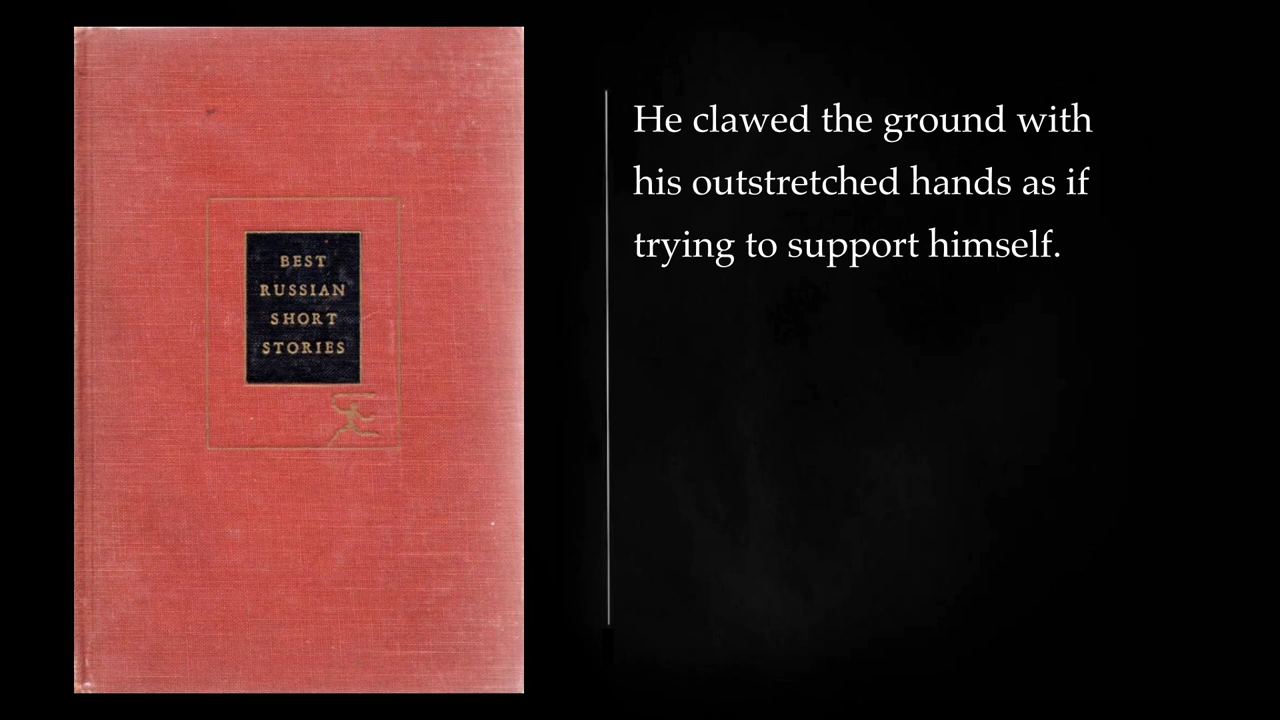 BEST
RUSSIAN
SHORT
STORIES
He clawed the ground with
his outstretched hands as if
trying to support himself.